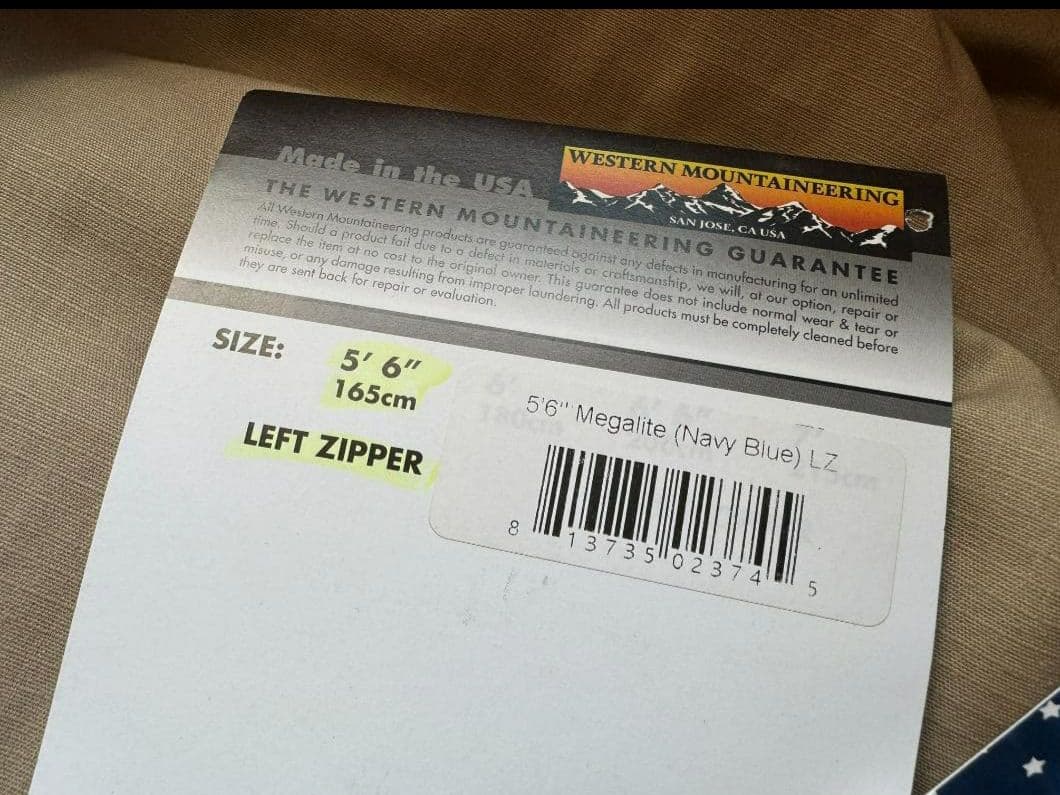 Made in the USA
WESTERN MOUNTAINEERING
SAN JOSE, CA USA
THE WESTERN MOUNTAINEERING GUARANTEE
All Western Mountaineering products are guaranteed against any defects in manufacturing for an unlimited
time. Should a product fail due to a defect in materials or craftsmanship, we will, at our option, repair or
replace the item at no cost to the original owner. This guarantee does not include normal wear & tear or
misuse, or any damage resulting from improper laundering. All products must be completely cleaned before
they are sent back for repair or evaluation.
SIZE:
5' 6"
165cm
LEFT ZIPPER
5'6" Megalite (Navy Blue) LZ
8 13735 02374 5